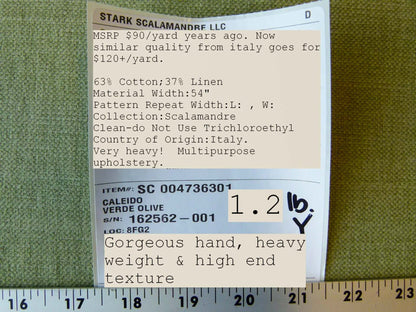 STARK SCALAMANDRE LLC D
MSRP $90/yard years ago. Now
similar quality from italy goes for
$120+/yard.
63% Cotton;37% Linen
Material Width:54"
Pattern Repeat Width:L: , W:
Collection:Scalamandre
Clean-do Not Use Trichloroethyl
Country of Origin:Italy.
Very heavy! Multipurpose
upholstery.
ITEM#: SC 004736301
CALEIDO
VERDE OLIVE
S/N: 162562-001
LOC: 8FG2
1.2 lb.
Y
Gorgeous hand, heavy
weight & high end
texture
16 17 18 19 20 21 22 23